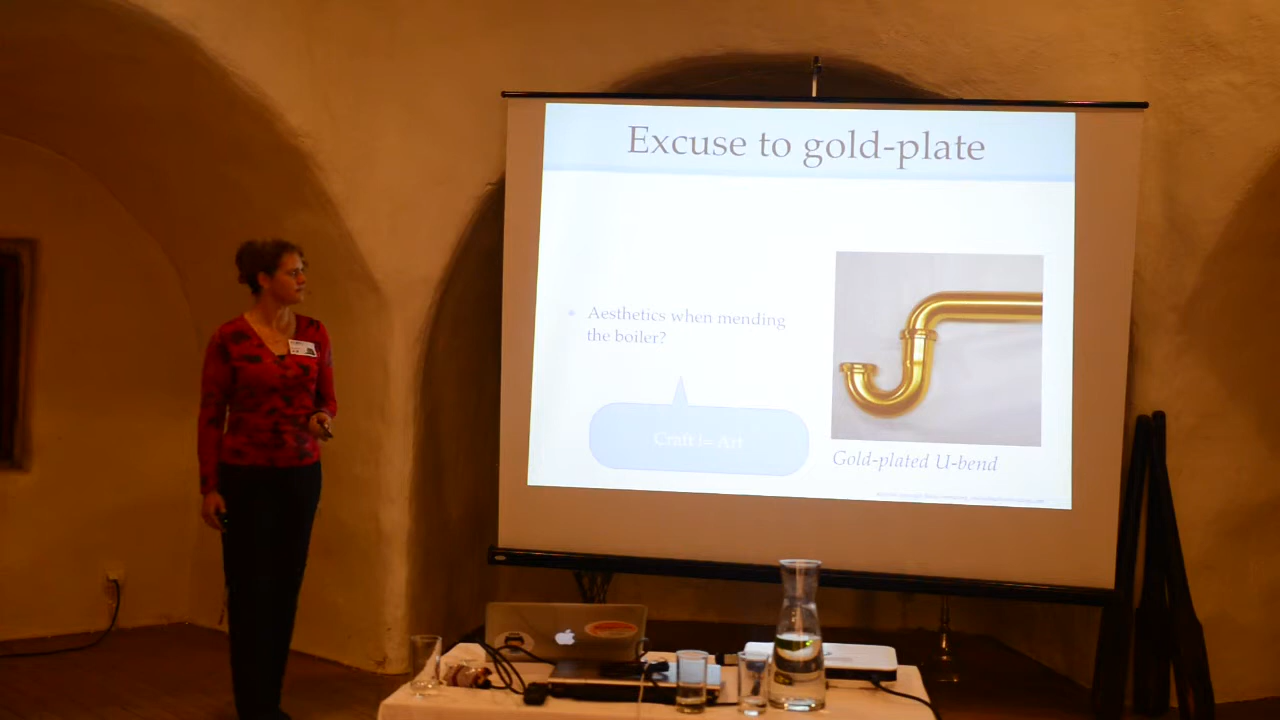 Excuse to gold-plate
Aesthetics when mending
the boiler?
Craft != Art
Gold-plated U-bend